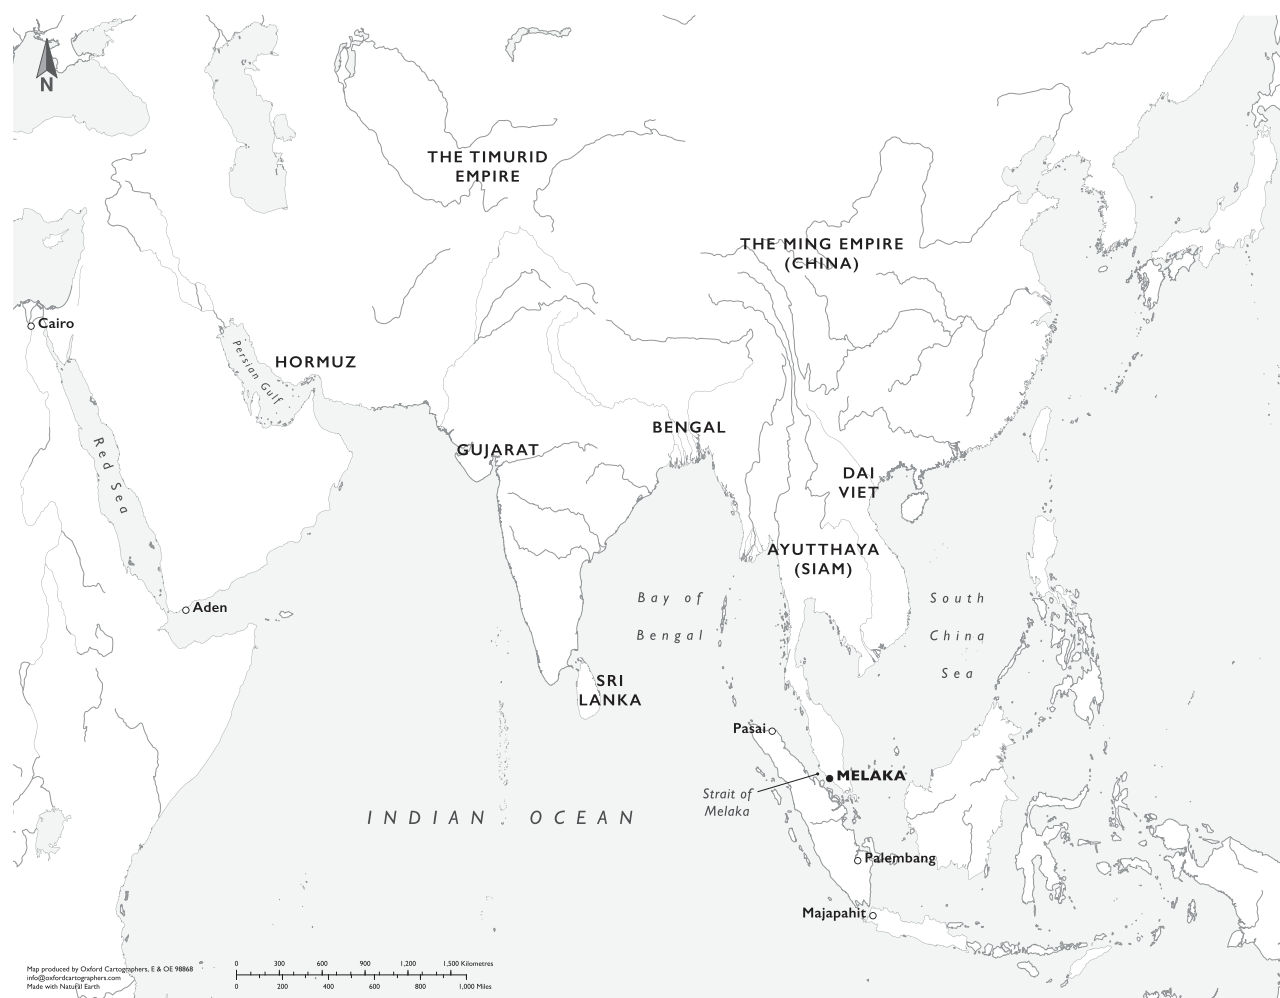 N
THE TIMURID
EMPIRE
THE MING EMPIRE
(CHINA)
Cairo
Persian Gulf
HORMUZ
Red Sea
GUJARAT
BENGAL
DAI
VIET
AYUTTHAYA
(SIAM)
Bay of
Bengal
South
China
Sea
Aden
SRI
LANKA
Pasai
MELAKA
Strait of
Melaka
INDIAN OCEAN
Palembang
Majapahit
Map produced by Oxford Cartographers, E & OE 98868
info@oxfordcartographers.com
Made with Natural Earth
0 300 600 900 1,200 1,500 Kilometres
0 200 400 600 800 1,000 Miles